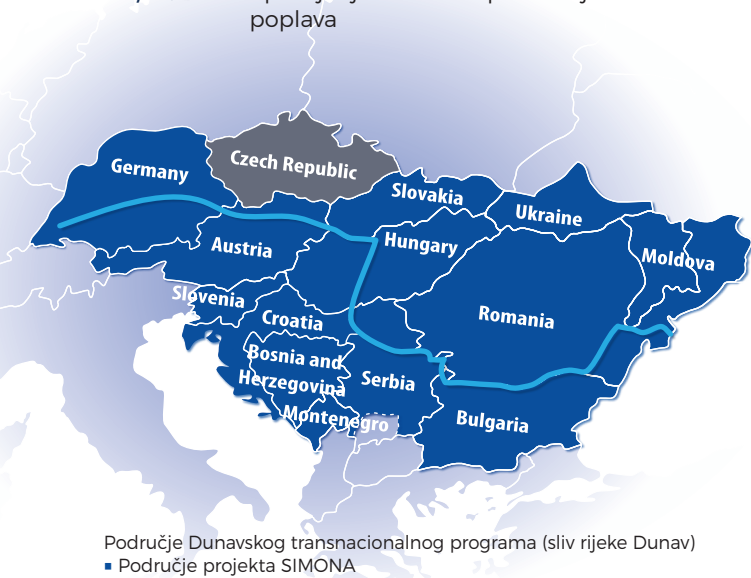 poplava
Germany
Czech Republic
Slovakia
Ukraine
Austria
Hungary
Moldova
Slovenia
Croatia
Romania
Bosnia and
Herzegovina
Serbia
Montenegro
Bulgaria
Područje Dunavskog transnacionalnog programa (sliv rijeke Dunav)
▪ Područje projekta SIMONA